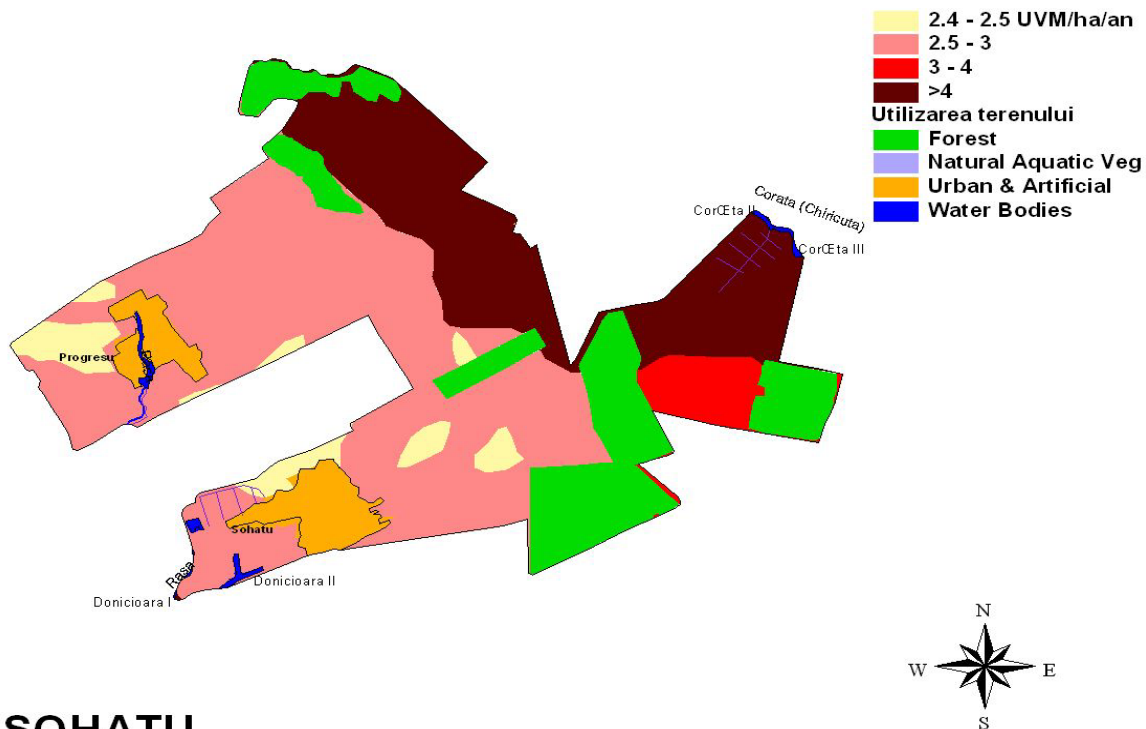 2.4 - 2.5 UVM/ha/an
2.5 - 3
3 - 4
>4
Utilizarea terenului
Forest
Natural Aquatic Veg
Urban & Artificial
Water Bodies
Corata (Chiricuta)
CorŒta II
CorŒta III
Progresu
Sohatu
Rasa
Donicioara II
Donicioara I
N
W E
S
SOHATU